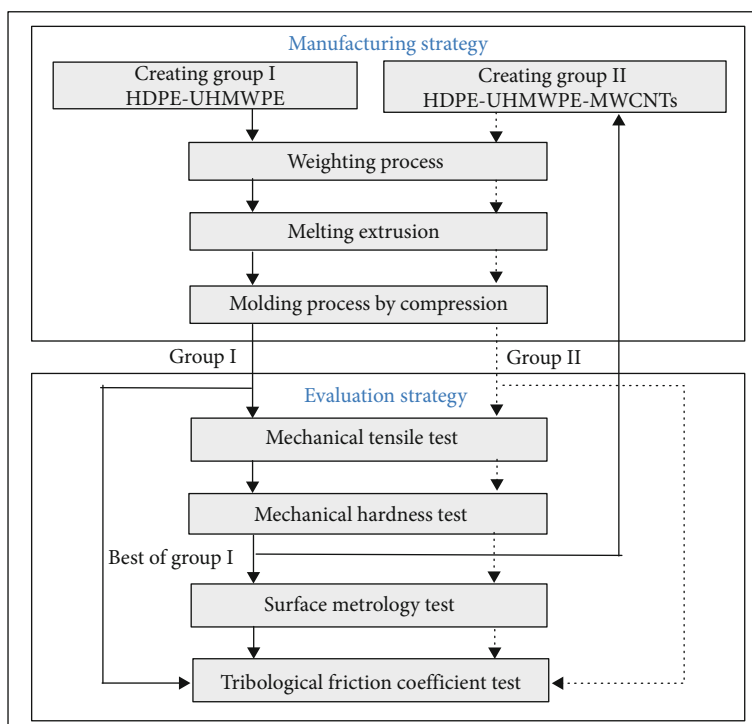 Manufacturing strategy
Creating group I
HDPE-UHMWPE
Creating group II
HDPE-UHMWPE-MWCNTs
Weighting process
Melting extrusion
Molding process by compression
Group I
Group II
Evaluation strategy
Mechanical tensile test
Mechanical hardness test
Best of group I
Surface metrology test
Tribological friction coefficient test